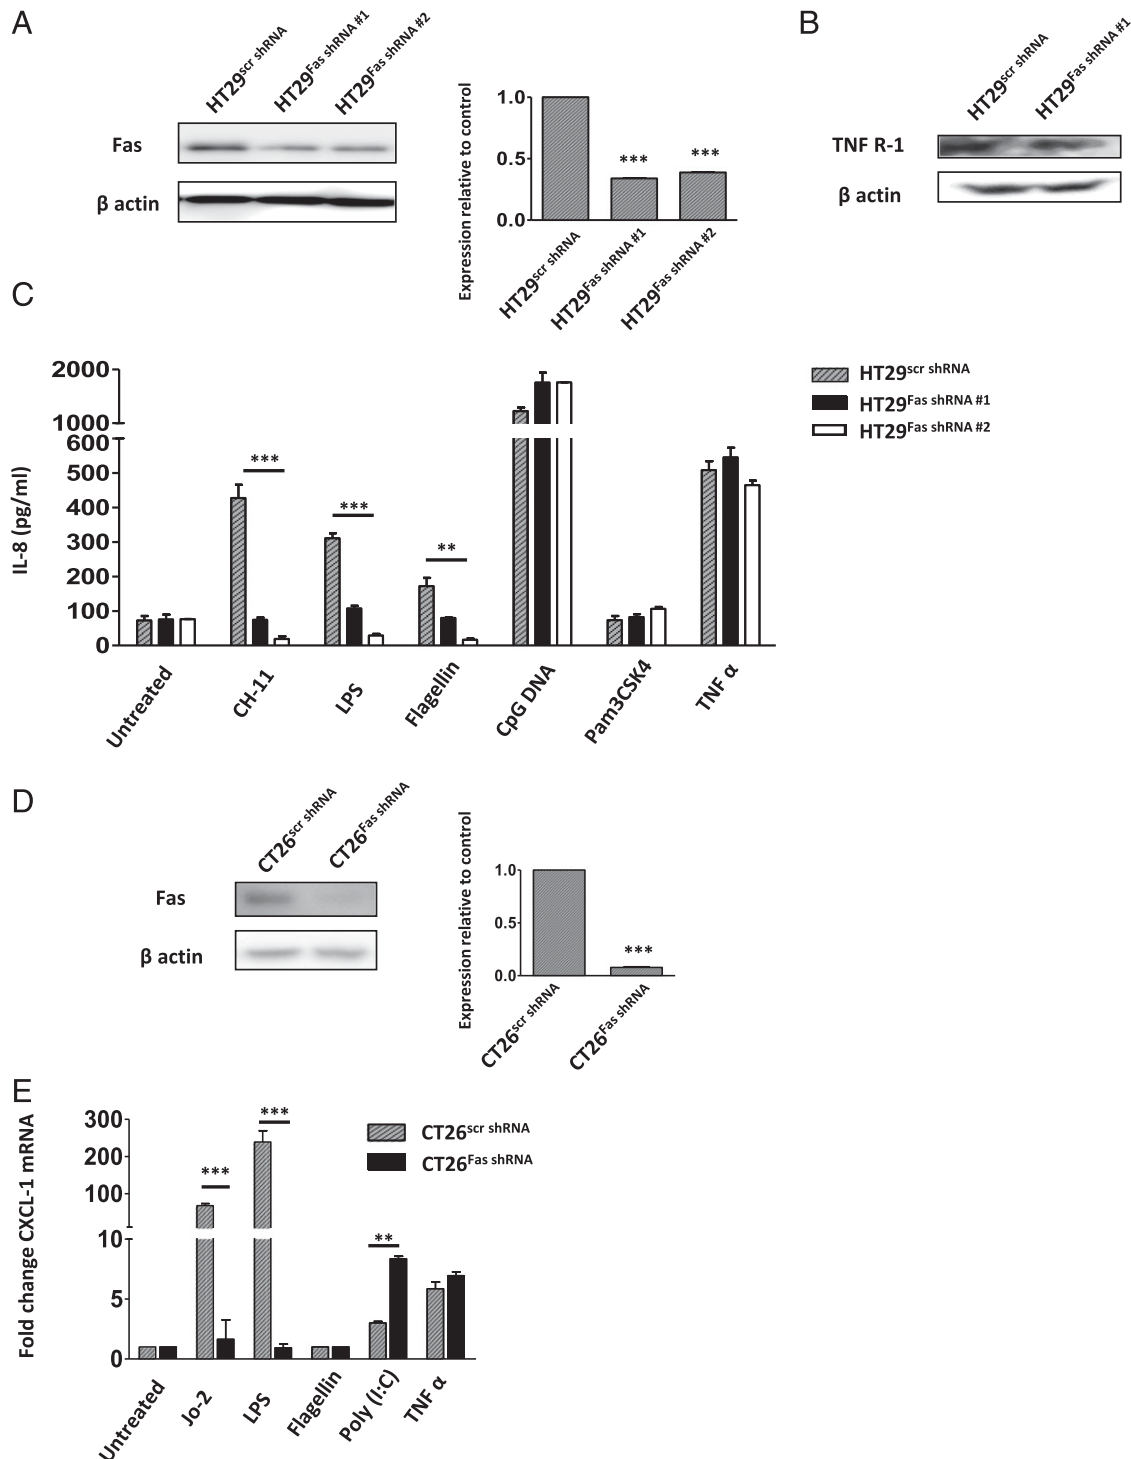 A
HT29scr shRNA
HT29Fas shRNA #1
HT29Fas shRNA #2
Fas
β actin
Expression relative to control
1.0
0.5
0.0
***
***
HT29scr shRNA
HT29Fas shRNA #1
HT29Fas shRNA #2
B
HT29scr shRNA
HT29Fas shRNA #1
TNF R-1
β actin
C
IL-8 (pg/ml)
2000
1000
600
500
400
300
200
100
0
***
***
**
Untreated
CH-11
LPS
Flagellin
CpG DNA
Pam3CSK4
TNF α
HT29scr shRNA
HT29Fas shRNA #1
HT29Fas shRNA #2
D
CT26scr shRNA
CT26Fas shRNA
Fas
β actin
Expression relative to control
1.0
0.5
0.0
***
CT26scr shRNA
CT26Fas shRNA
E
Fold change CXCL-1 mRNA
300
200
100
10
5
0
***
***
**
Untreated
Jo-2
LPS
Flagellin
Poly (I:C)
TNF α
CT26scr shRNA
CT26Fas shRNA